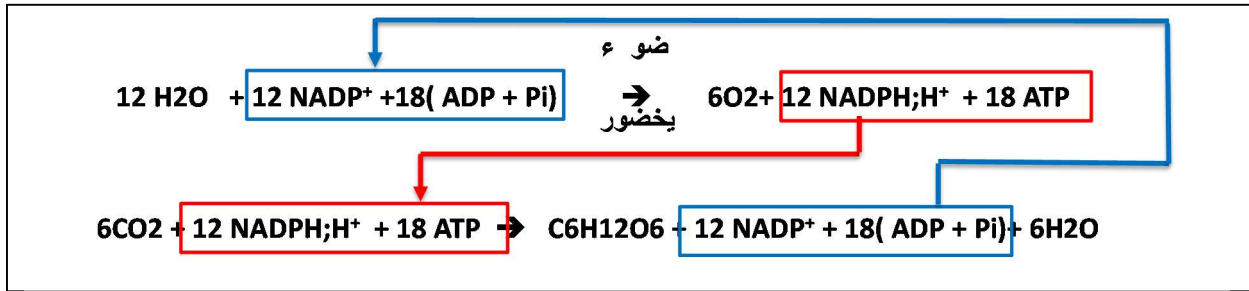 ضوء
12 H2O + 12 NADP⁺ +18( ADP + Pi) ➔ 6O2+ 12 NADPH;H⁺ + 18 ATP
يخضور
6CO2 + 12 NADPH;H⁺ + 18 ATP ➔ C6H12O6 + 12 NADP⁺ + 18( ADP + Pi)+ 6H2O